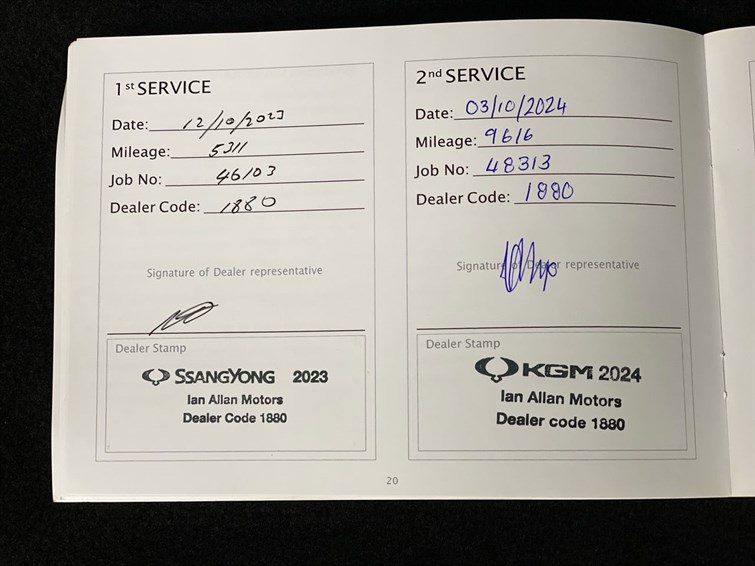 1st SERVICE
Date: 12/10/2023
Mileage: 5311
Job No: 46103
Dealer Code: 1880
Signature of Dealer representative
Dealer Stamp
SSANGYONG 2023
Ian Allan Motors
Dealer Code 1880
2nd SERVICE
Date: 03/10/2024
Mileage: 9616
Job No: 48313
Dealer Code: 1880
Signature of Dealer representative
Dealer Stamp
KGM 2024
Ian Allan Motors
Dealer code 1880
20